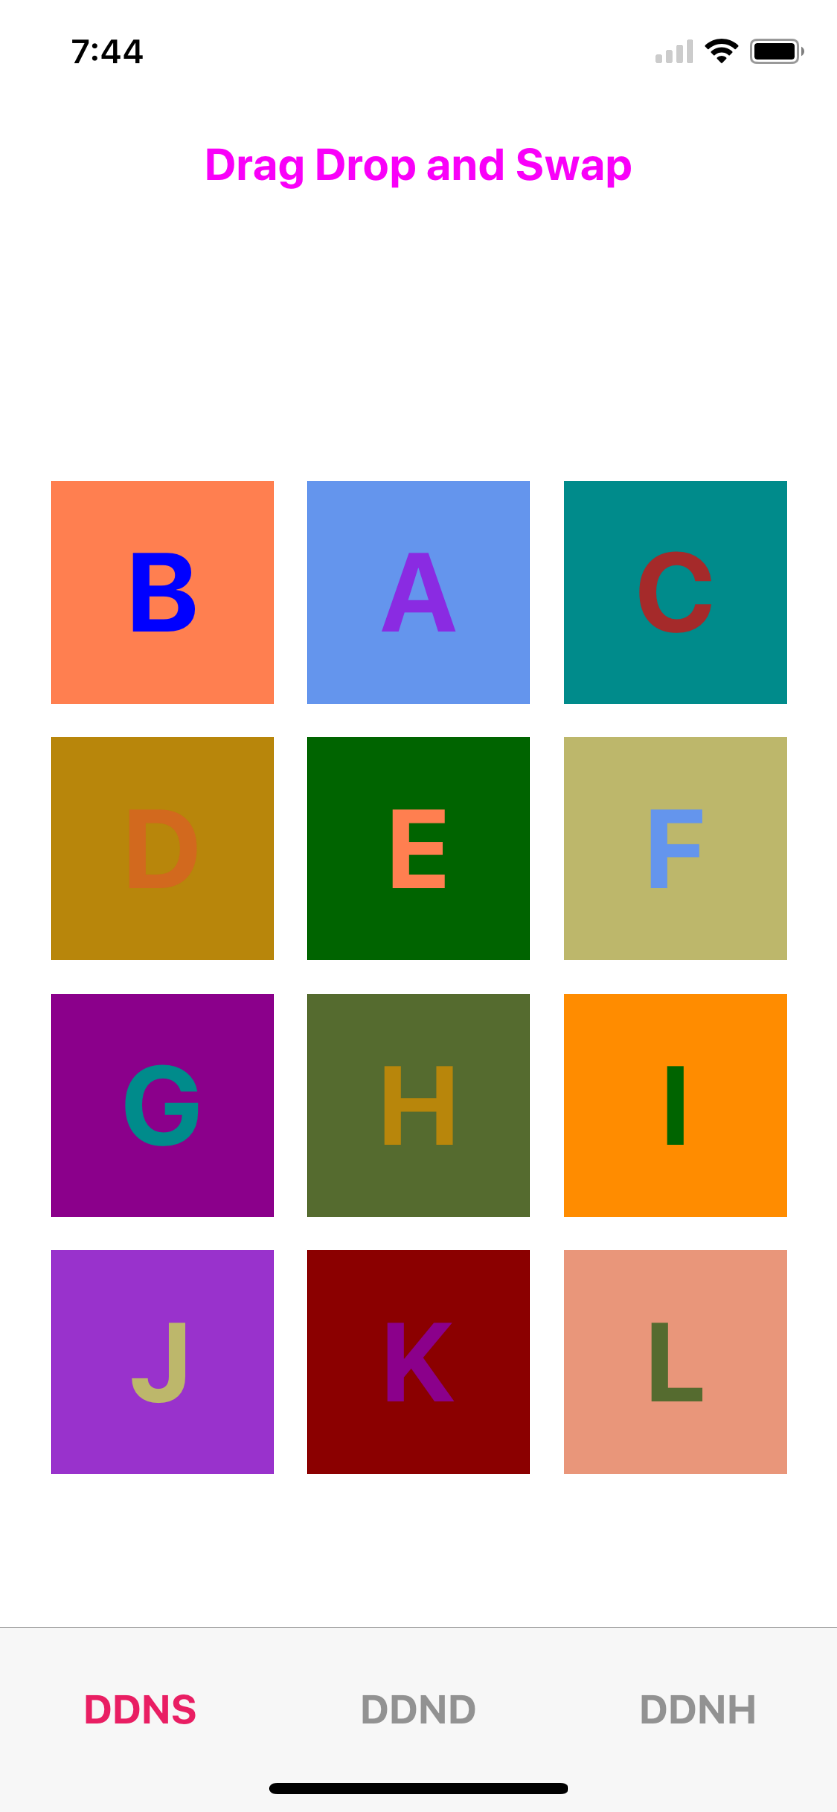 7:44
Drag Drop and Swap
B A C
D E F
G H I
J K L
DDNS DDND DDNH